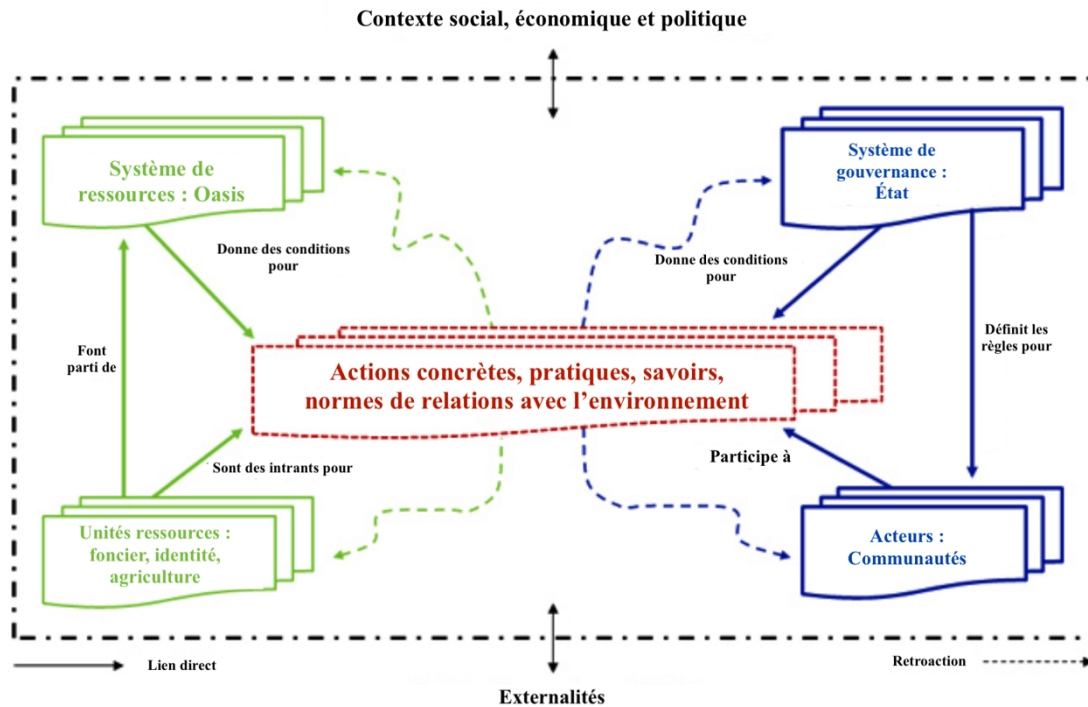 Contexte social, économique et politique
Système de
ressources : Oasis
Système de
gouvernance :
État
Donne des conditions
pour
Donne des conditions
pour
Font
parti de
Définit les
règles pour
Actions concrètes, pratiques, savoirs,
normes de relations avec l’environnement
Sont des intrants pour
Participe à
Unités ressources :
foncier, identité,
agriculture
Acteurs :
Communautés
Lien direct
Retroaction
Externalités